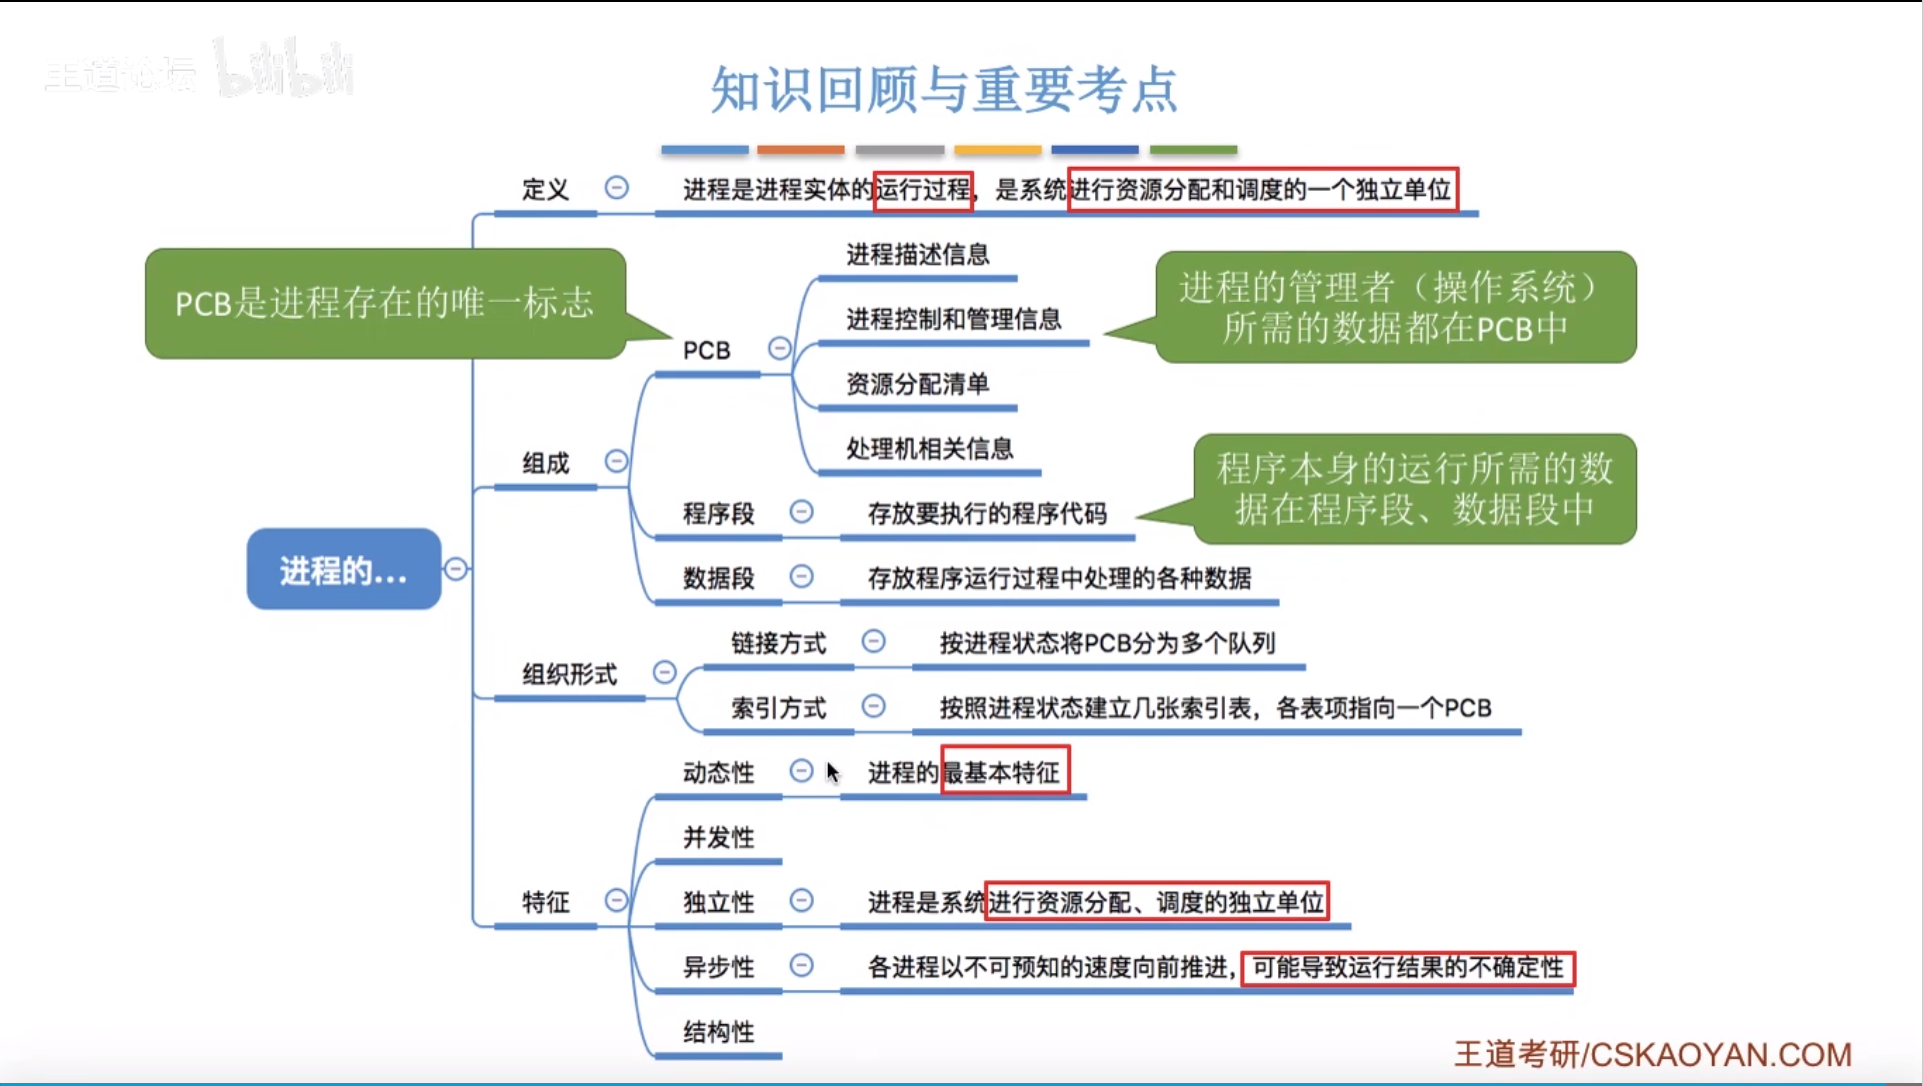 王道论坛 bilibili
知识回顾与重要考点
定义
进程是进程实体的运行过程，是系统进行资源分配和调度的一个独立单位
PCB是进程存在的唯一标志
进程描述信息
进程的管理者（操作系统）
所需的数据都在PCB中
进程控制和管理信息
PCB
资源分配清单
处理机相关信息
组成
程序本身的运行所需的数
据在程序段、数据段中
程序段
存放要执行的程序代码
进程的...
数据段
存放程序运行过程中处理的各种数据
组织形式
链接方式
按进程状态将PCB分为多个队列
索引方式
按照进程状态建立几张索引表，各表项指向一个PCB
动态性
进程的最基本特征
并发性
特征
独立性
进程是系统进行资源分配、调度的独立单位
异步性
各进程以不可预知的速度向前推进，可能导致运行结果的不确定性
结构性
王道考研/CSKAOYAN.COM